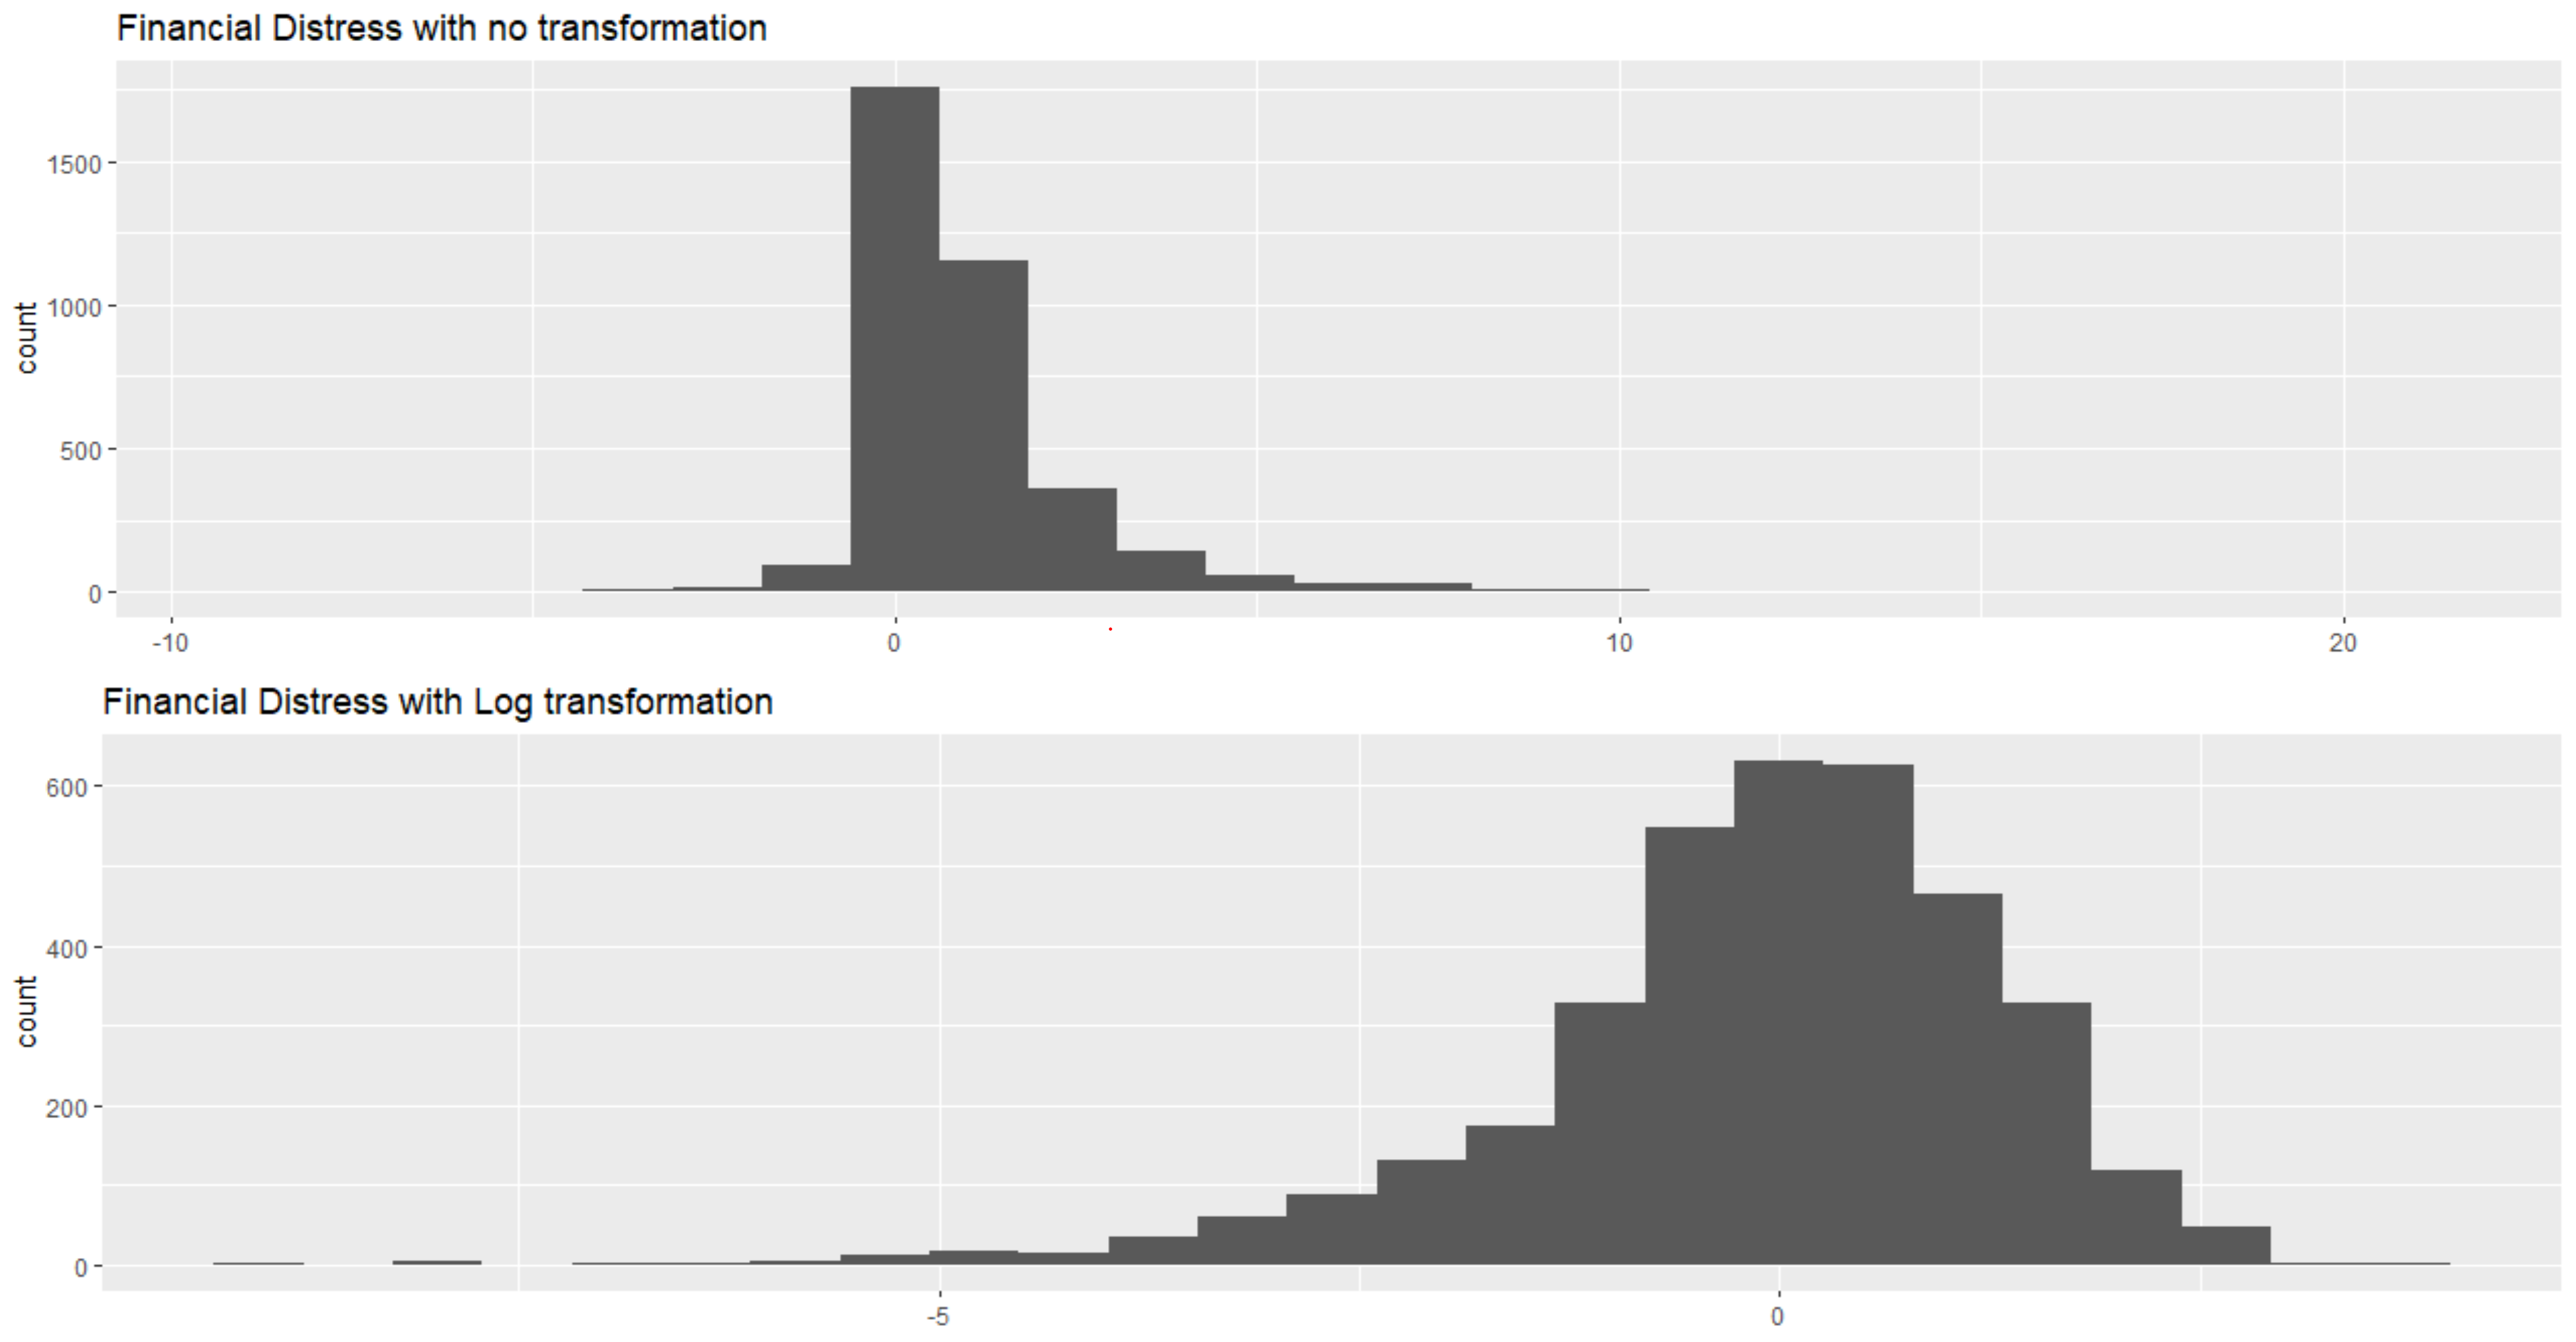 Financial Distress with no transformation
count
1500
1000
500
0
-10 0 10 20
Financial Distress with Log transformation
count
600
400
200
0
-5 0